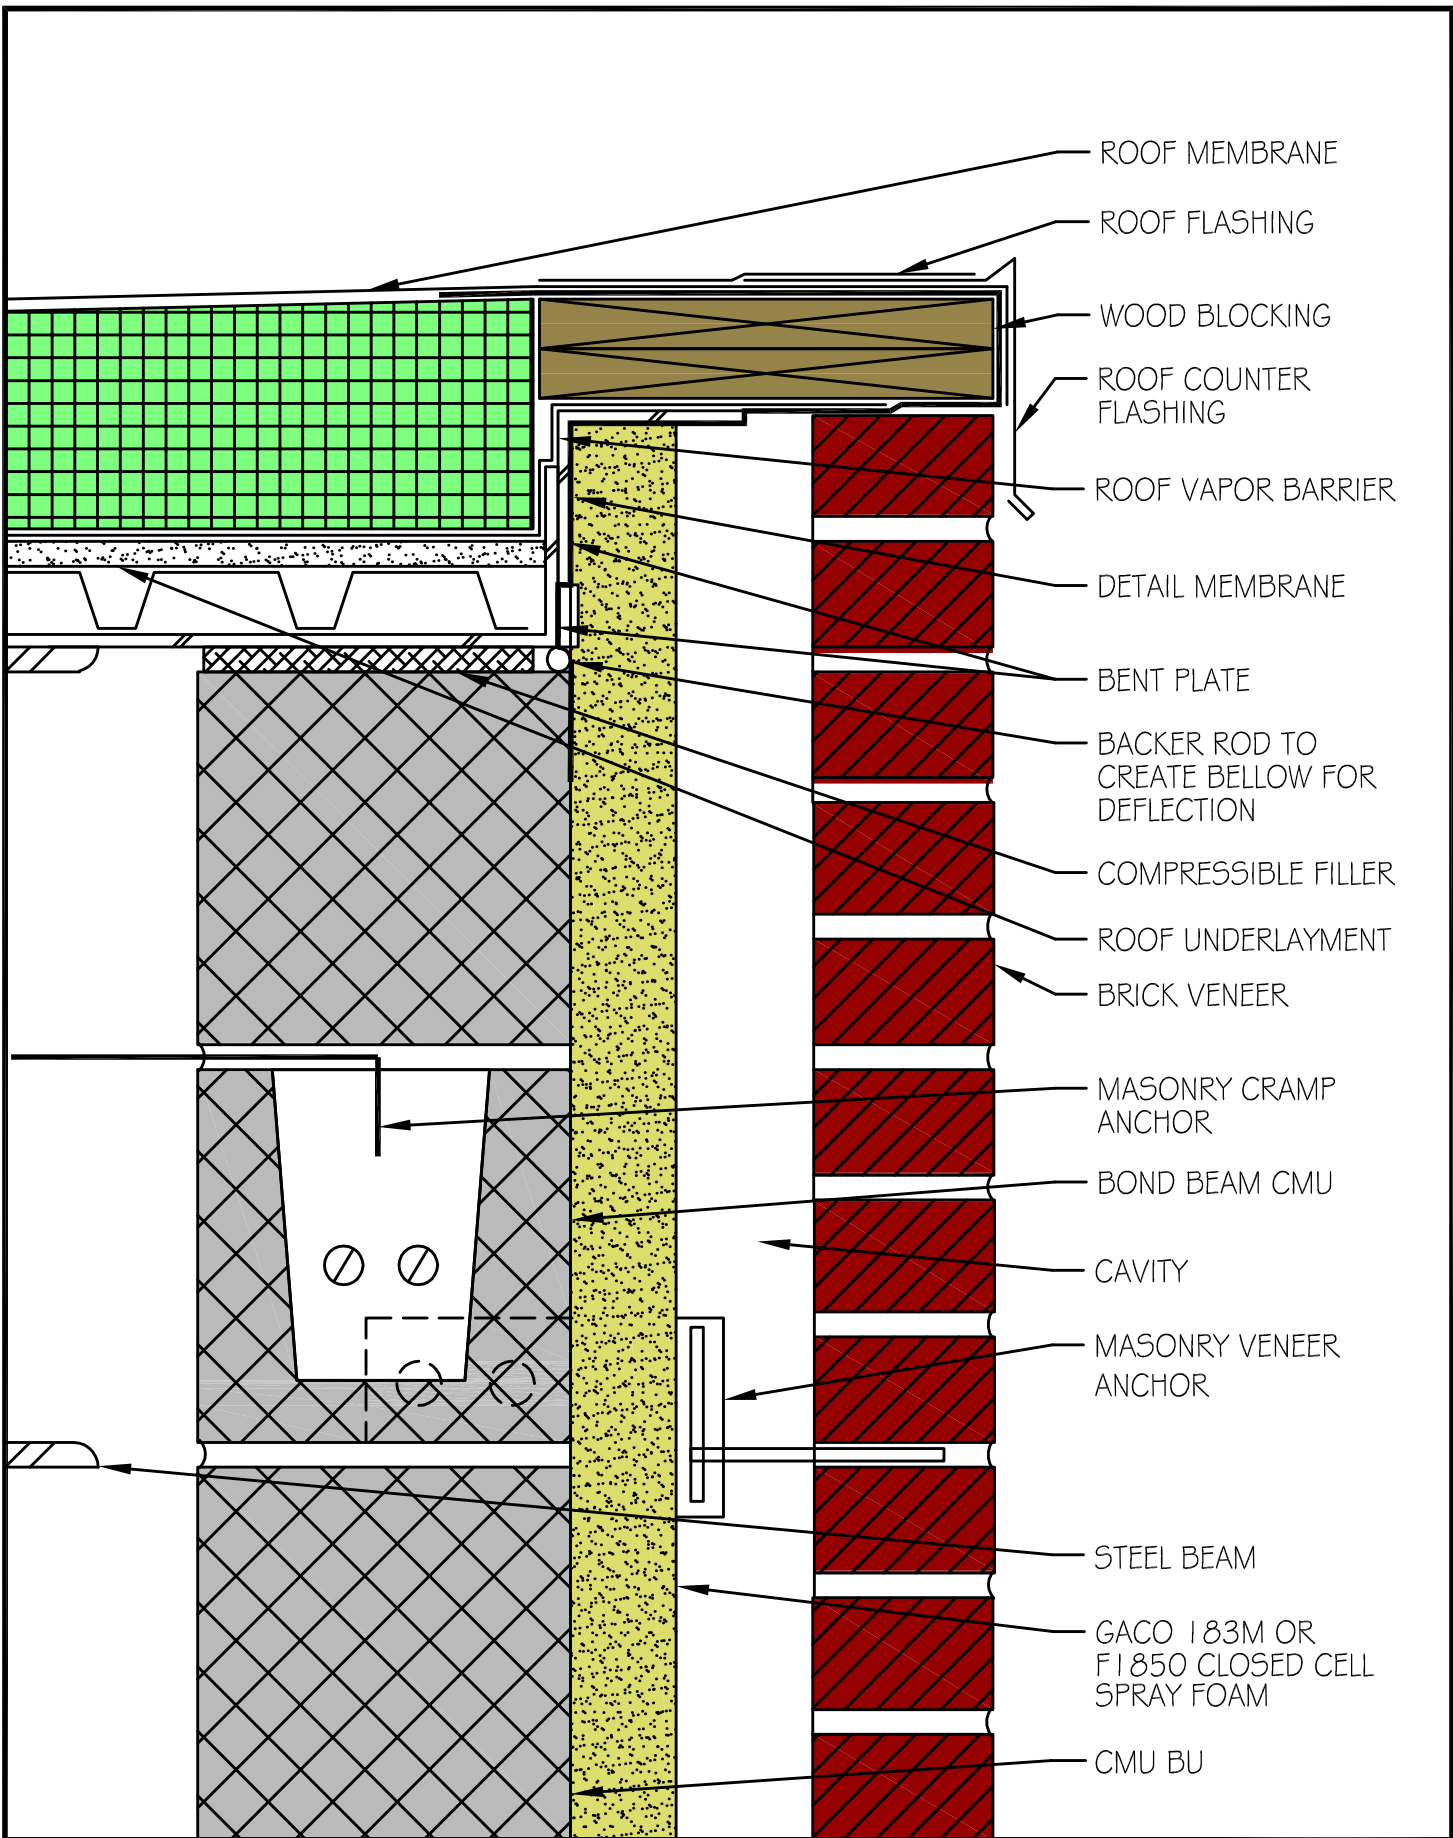 ROOF MEMBRANE
ROOF FLASHING
WOOD BLOCKING
ROOF COUNTER
FLASHING
ROOF VAPOR BARRIER
DETAIL MEMBRANE
BENT PLATE
BACKER ROD TO
CREATE BELLOW FOR
DEFLECTION
COMPRESSIBLE FILLER
ROOF UNDERLAYMENT
BRICK VENEER
MASONRY CRAMP
ANCHOR
BOND BEAM CMU
CAVITY
MASONRY VENEER
ANCHOR
STEEL BEAM
GACO 183M OR
F1850 CLOSED CELL
SPRAY FOAM
CMU BU